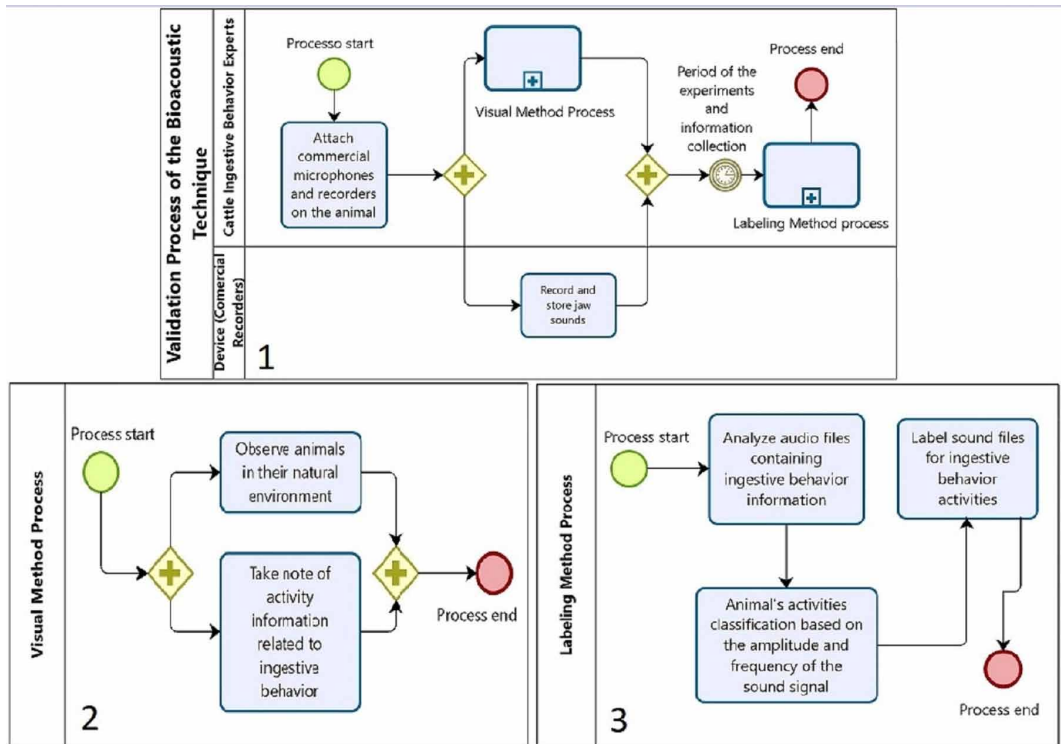 Validation Process of the Bioacoustic
Technique
Cattle Ingestive Behavior Experts
Device (Comercial
Recorders)
Processo start
Attach
commercial
microphones
and recorders
on the animal
Visual Method Process
Period of the
experiments
and
information
collection
Process end
Labeling Method process
Record and
store jaw
sounds
1
Visual Method Process
Process start
Observe animals
in their natural
environment
Take note of
activity
information
related to
ingestive
behavior
Process end
2
Labeling Method Process
Process start
Analyze audio files
containing
ingestive behavior
information
Label sound files
for ingestive
behavior
activities
Animal's activities
classification based on
the amplitude and
frequency of the
sound signal
Process end
3